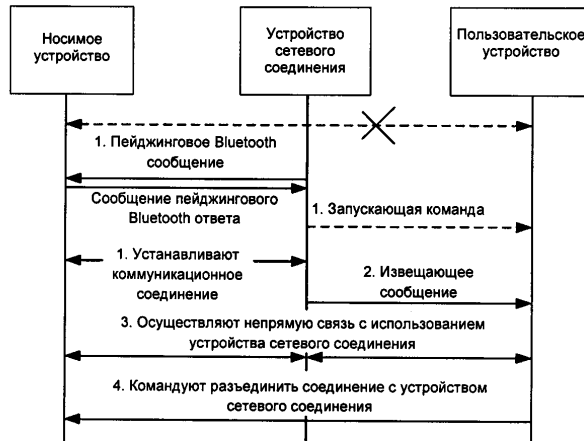 Носимое
устройство
Устройство
сетевого
соединения
Пользовательское
устройство
1. Пейджинговое Bluetooth
сообщение
Сообщение пейджингового
Bluetooth ответа
1. Запускающая команда
1. Устанавливают
коммуникационное
соединение
2. Извещающее
сообщение
3. Осуществляют непрямую связь с использованием
устройства сетевого соединения
4. Командуют разъединить соединение с устройством
сетевого соединения